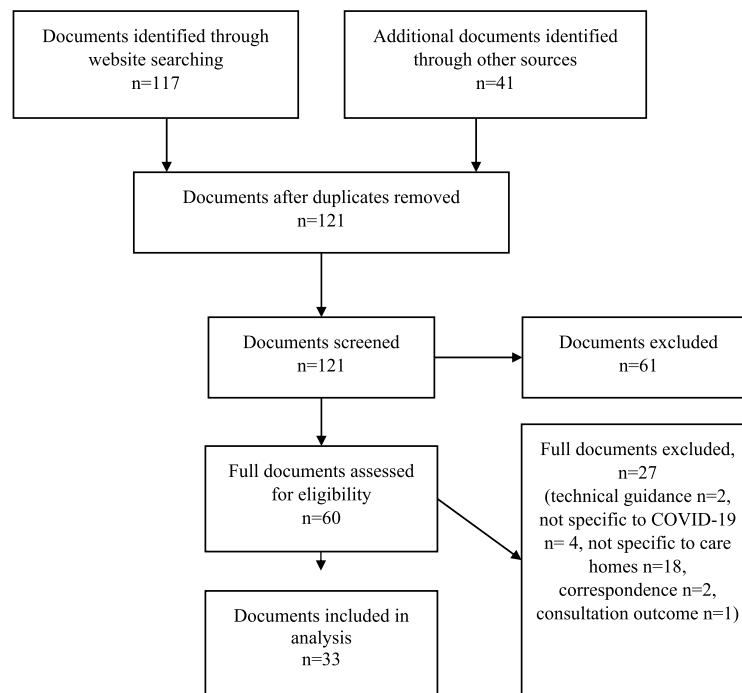 Documents identified through
website searching
n=117
Additional documents identified
through other sources
n=41
Documents after duplicates removed
n=121
Documents screened
n=121
Documents excluded
n=61
Full documents assessed
for eligibility
n=60
Full documents excluded,
n=27
(technical guidance n=2,
not specific to COVID-19
n= 4, not specific to care
homes n=18,
correspondence n=2,
consultation outcome n=1)
Documents included in
analysis
n=33